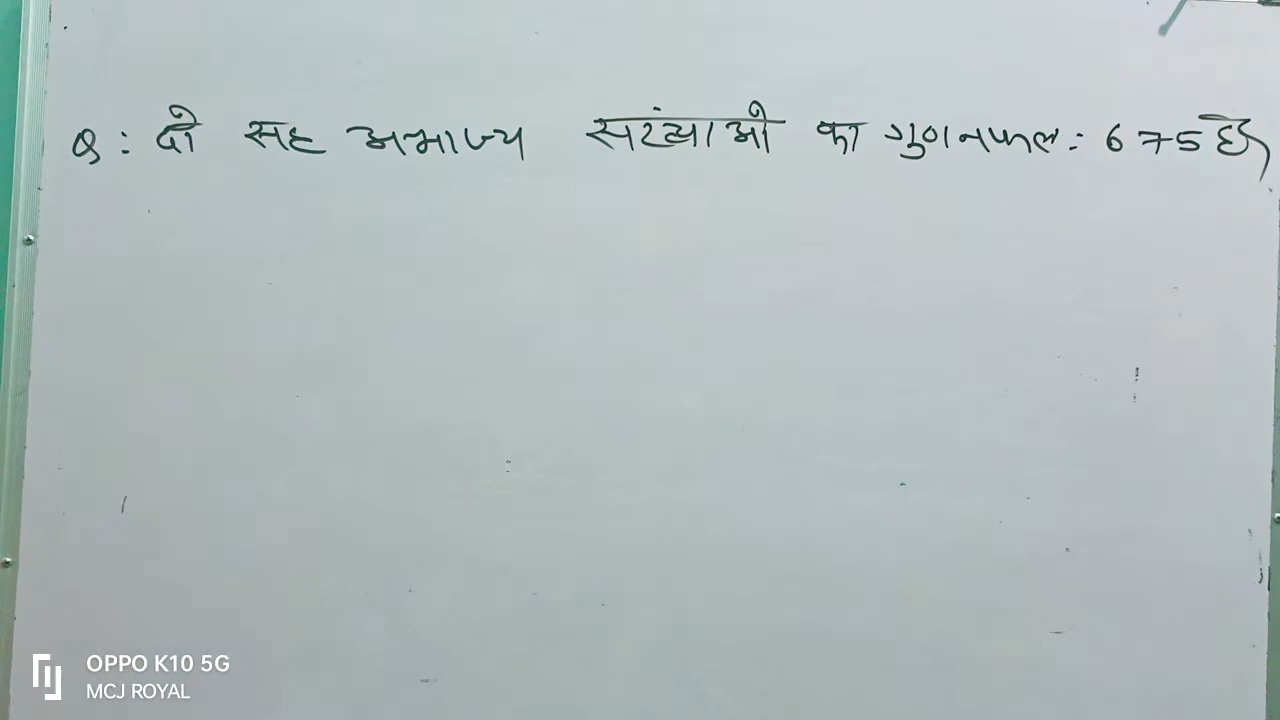 Q: दो सह अभाज्य संख्याओ का गुणनफल: 675 है,
OPPO K10 5G
MCJ ROYAL